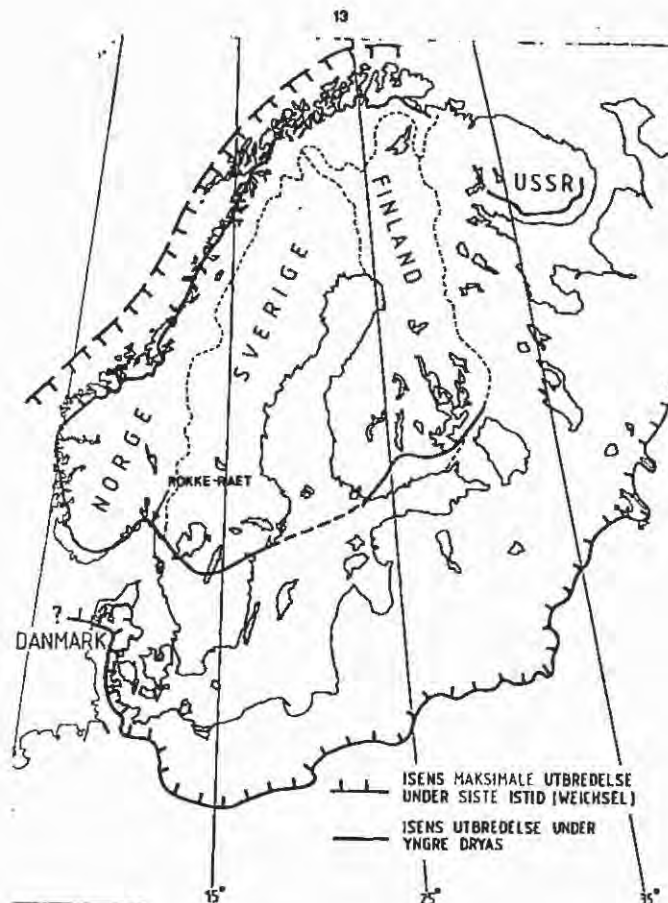 13
USSR
FINLAND
SVERIGE
NORGE
ROKKE-RAET
?
DANMARK
ISENS MAKSIMALE UTBREDELSE
UNDER SISTE ISTID (WEICHSEL)
ISENS UTBREDELSE UNDER
YNGRE DRYAS
15°
25°
35°